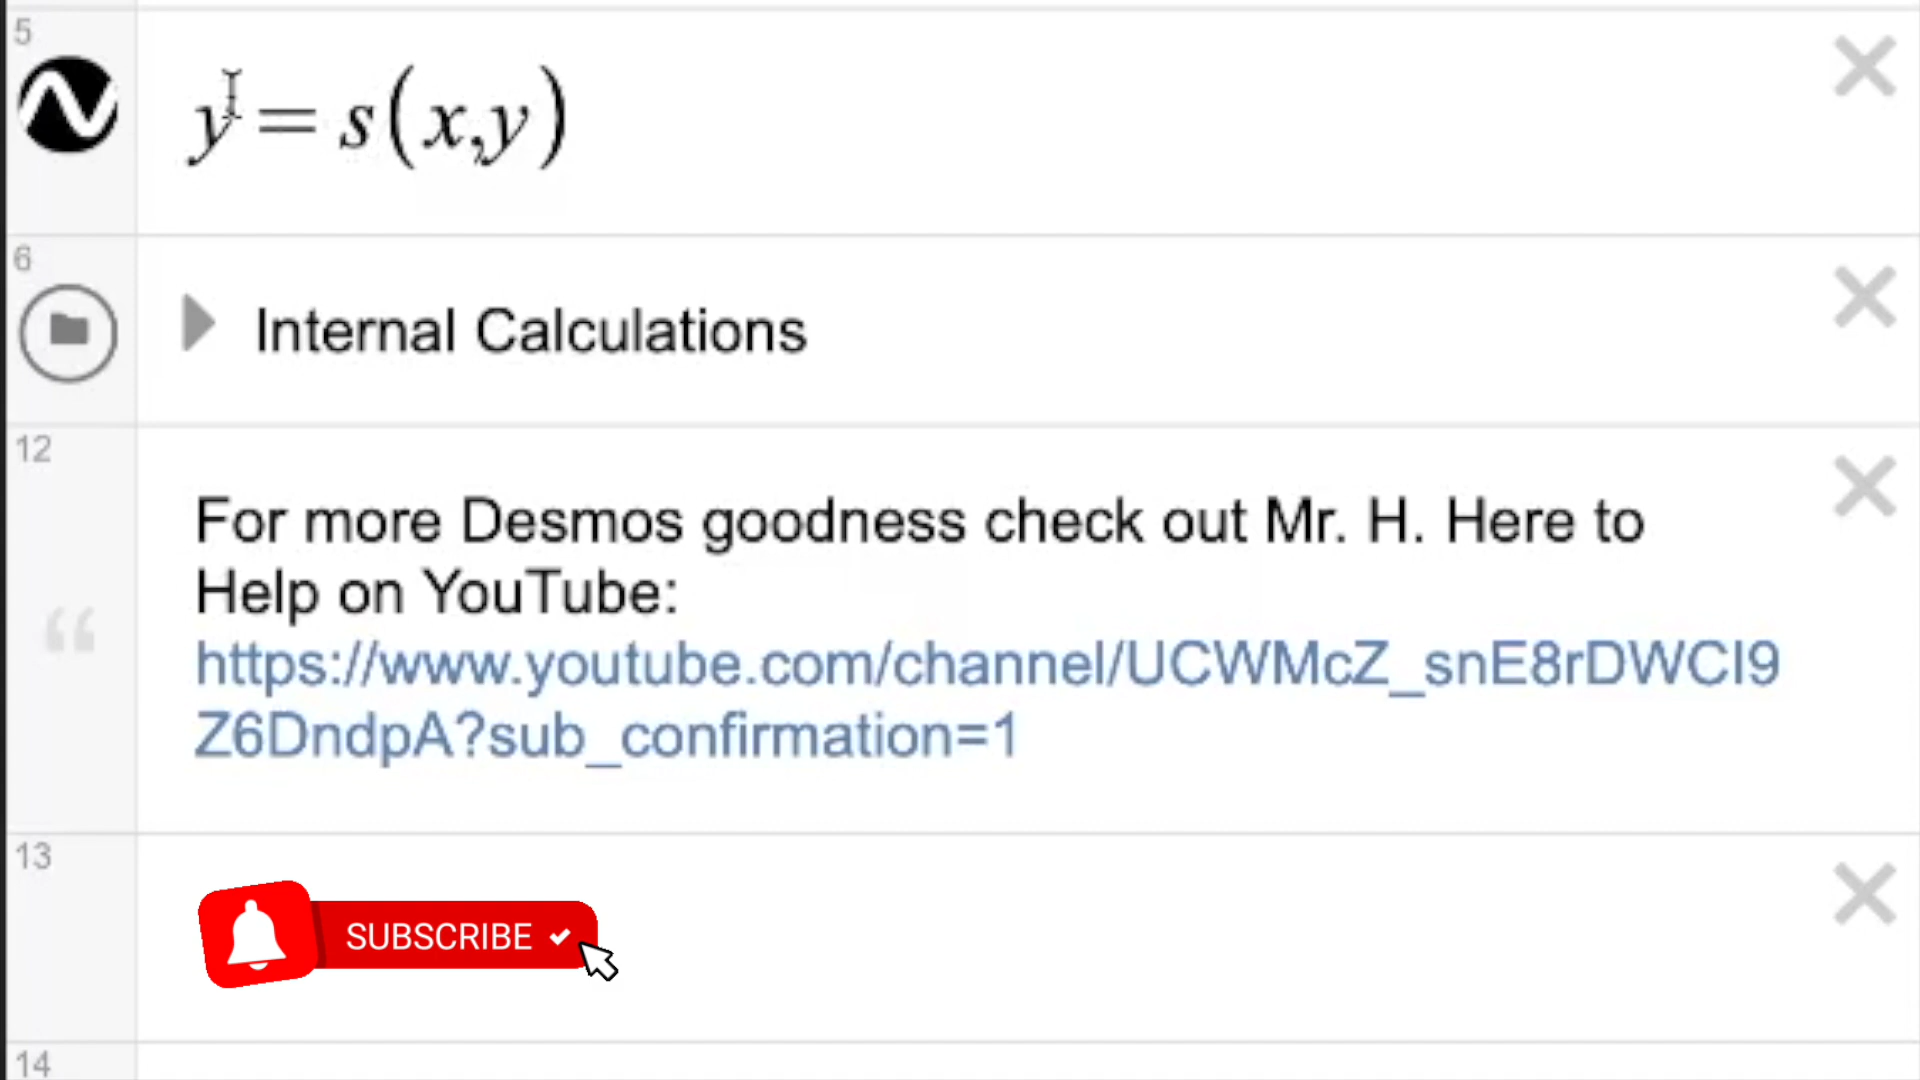 5
y = s(x,y)
6
Internal Calculations
12
For more Desmos goodness check out Mr. H. Here to
Help on YouTube:
https://www.youtube.com/channel/UCWMcZ_snE8rDWCI9
Z6DndpA?sub_confirmation=1
13
SUBSCRIBE
14